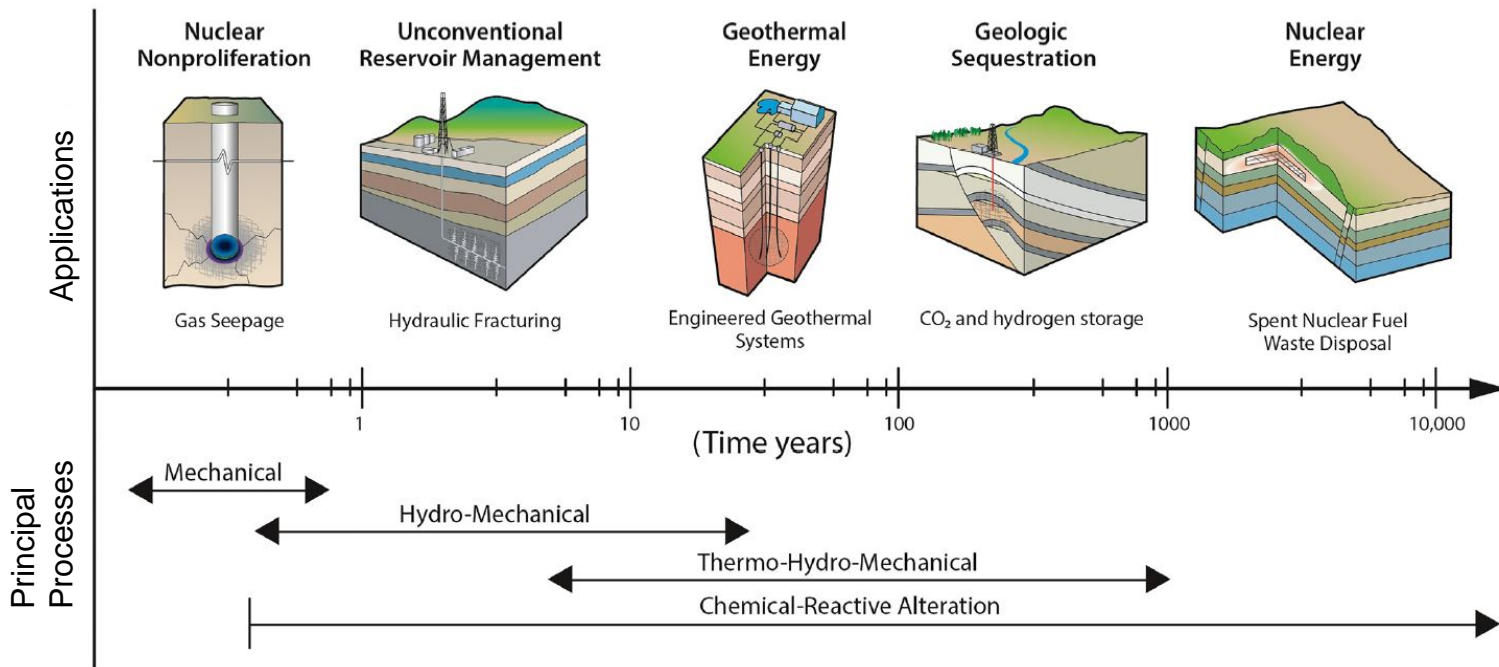 Nuclear
Nonproliferation
Unconventional
Reservoir Management
Geothermal
Energy
Geologic
Sequestration
Nuclear
Energy
Applications
Gas Seepage
Hydraulic Fracturing
Engineered Geothermal
Systems
CO₂ and hydrogen storage
Spent Nuclear Fuel
Waste Disposal
1
10
100
1000
10,000
(Time years)
Principal
Processes
Mechanical
Hydro-Mechanical
Thermo-Hydro-Mechanical
Chemical-Reactive Alteration